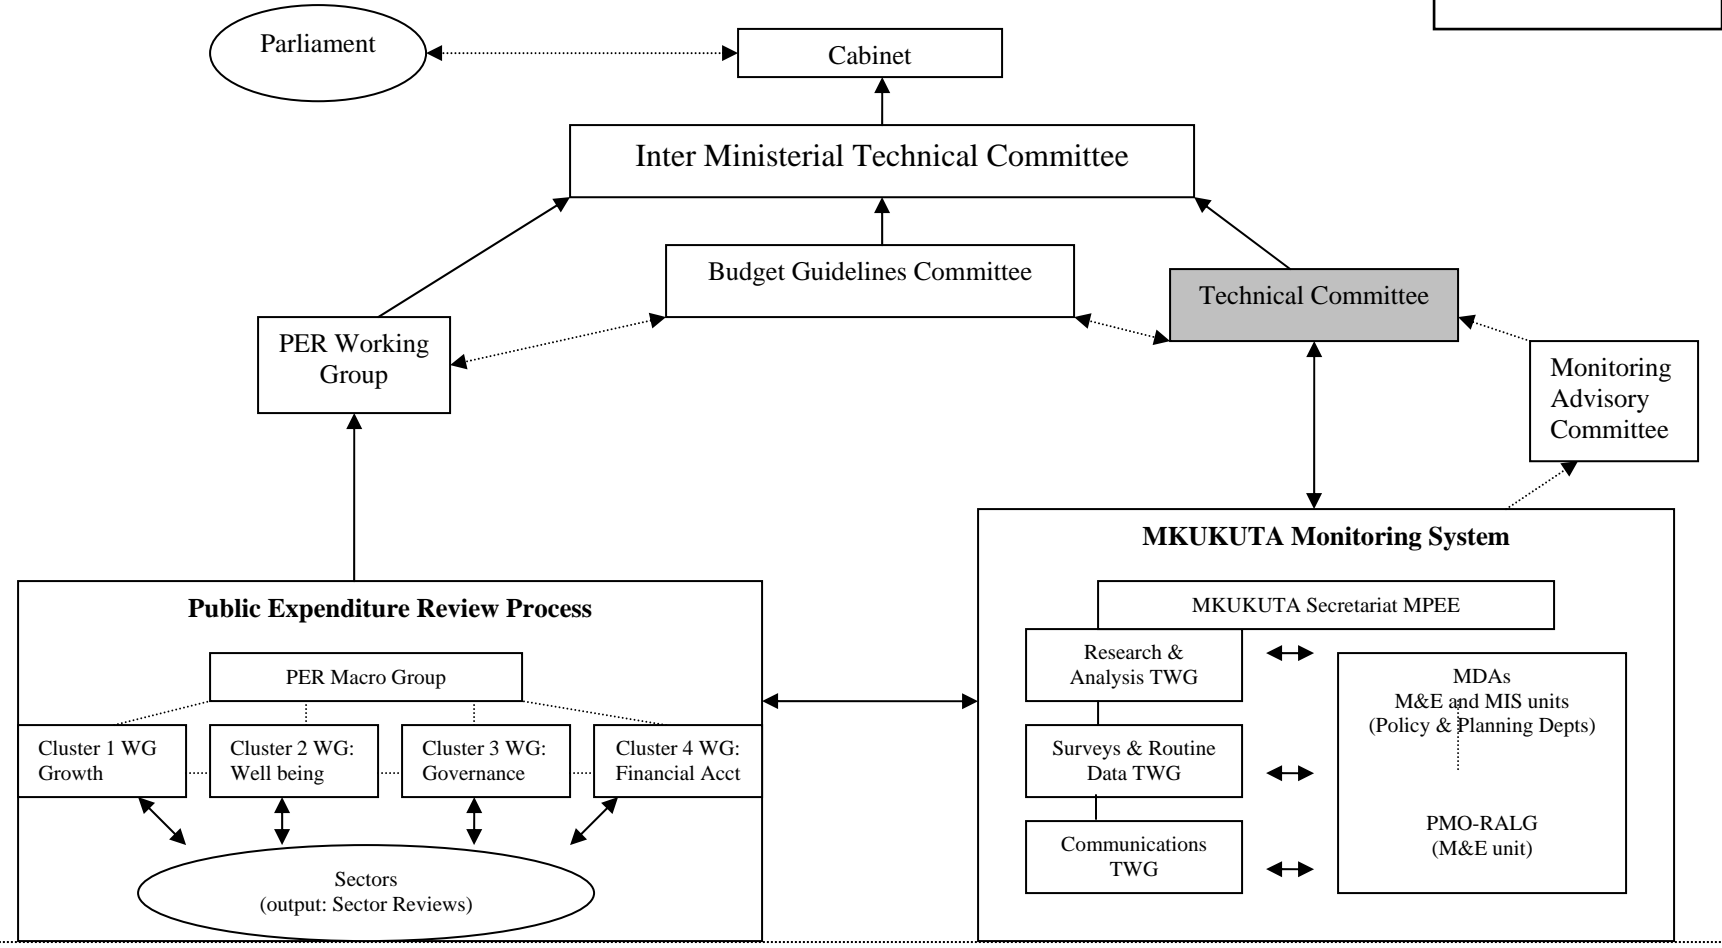 Parliament
Cabinet
Inter Ministerial Technical Committee
Budget Guidelines Committee
Technical Committee
PER Working
Group
Monitoring
Advisory
Committee
Public Expenditure Review Process
PER Macro Group
Cluster 1 WG
Growth
Cluster 2 WG:
Well being
Cluster 3 WG:
Governance
Cluster 4 WG:
Financial Acct
Sectors
(output: Sector Reviews)
MKUKUTA Monitoring System
MKUKUTA Secretariat MPEE
Research &
Analysis TWG
Surveys & Routine
Data TWG
Communications
TWG
MDAs
M&E and MIS units
(Policy & Planning Depts)
PMO-RALG
(M&E unit)